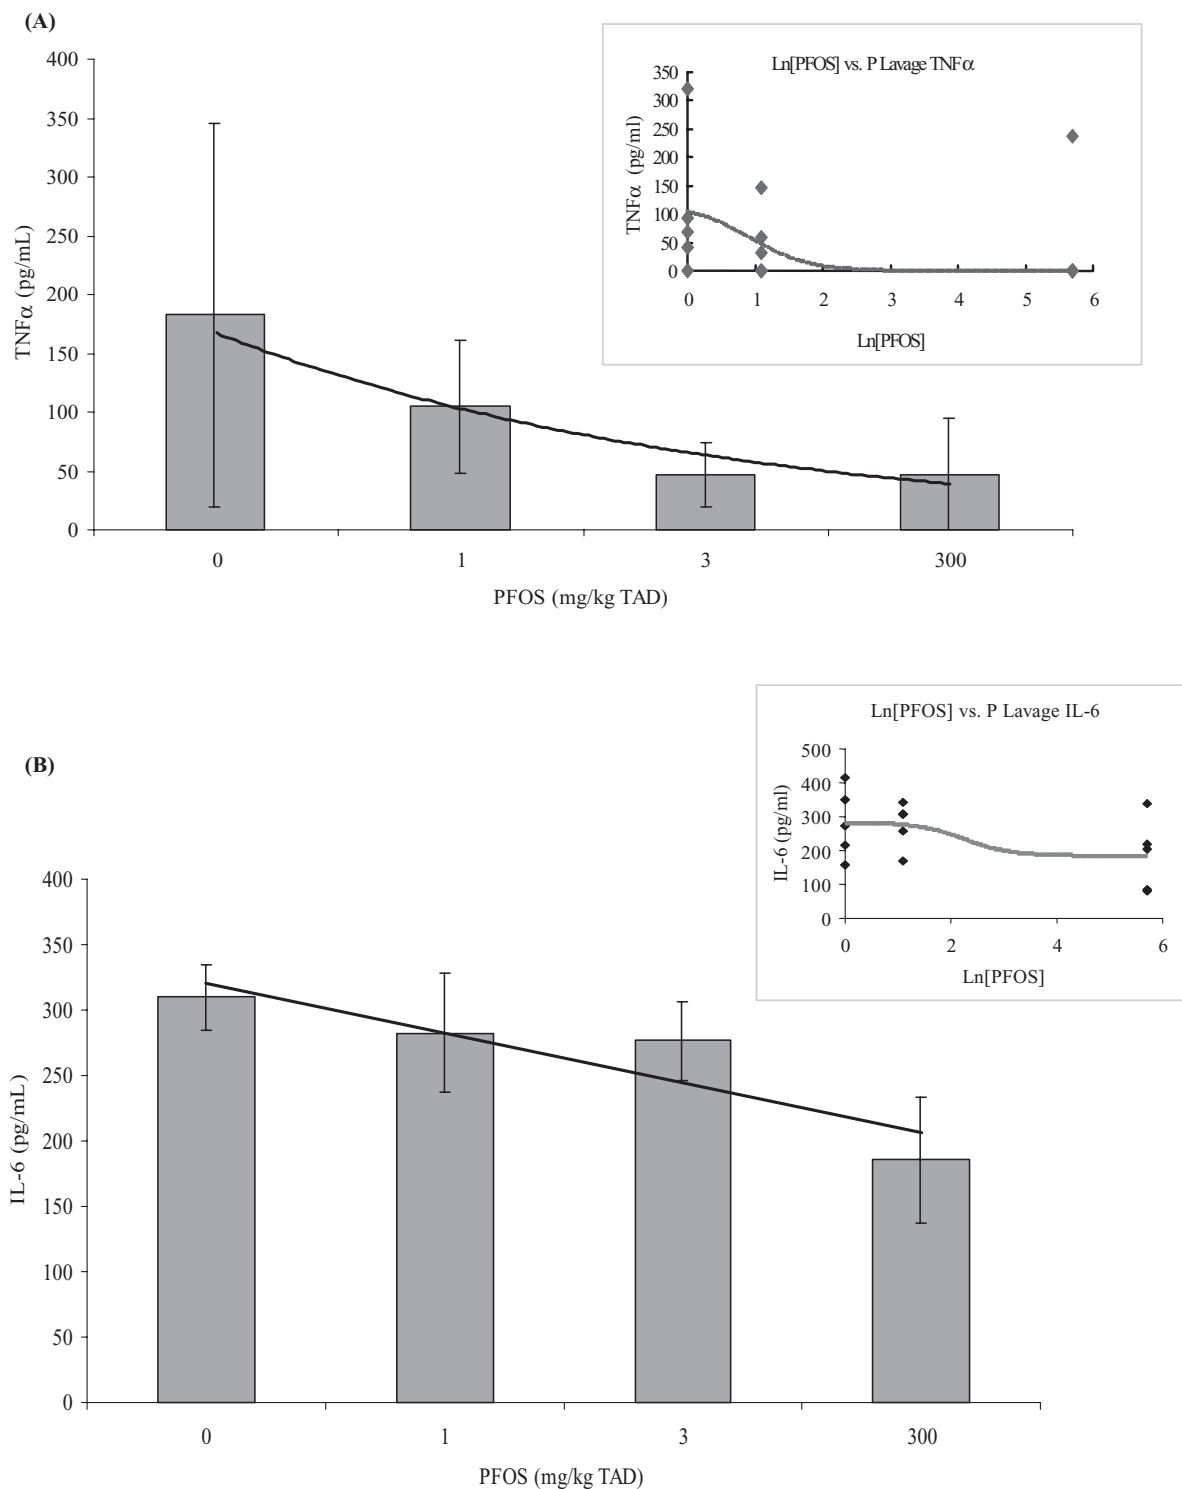 (A)
400
350
300
250
200
150
100
50
0
TNFα (pg/mL)
0 1 3 300
PFOS (mg/kg TAD)
Ln[PFOS] vs. P Lavage TNFα
350
300
250
200
150
100
50
0
TNFα (pg/ml)
0 1 2 3 4 5 6
Ln[PFOS]
(B)
400
350
300
250
200
150
100
50
0
IL-6 (pg/mL)
0 1 3 300
PFOS (mg/kg TAD)
Ln[PFOS] vs. P Lavage IL-6
500
400
300
200
100
0
IL-6 (pg/ml)
0 2 4 6
Ln[PFOS]